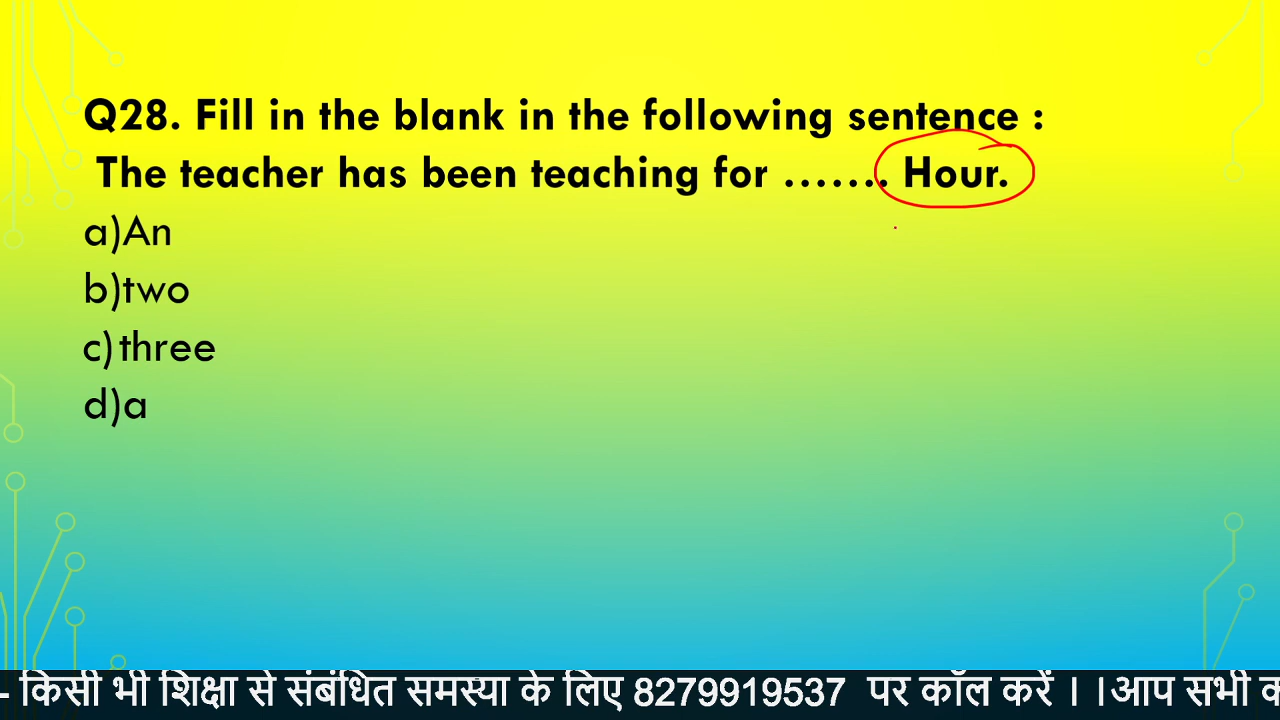 Q28. Fill in the blank in the following sentence :
The teacher has been teaching for ……. Hour.
a)An
b)two
c)three
d)a
- किसी भी शिक्षा से संबंधित समस्या के लिए 8279919537 पर कॉल करें । ।आप सभी